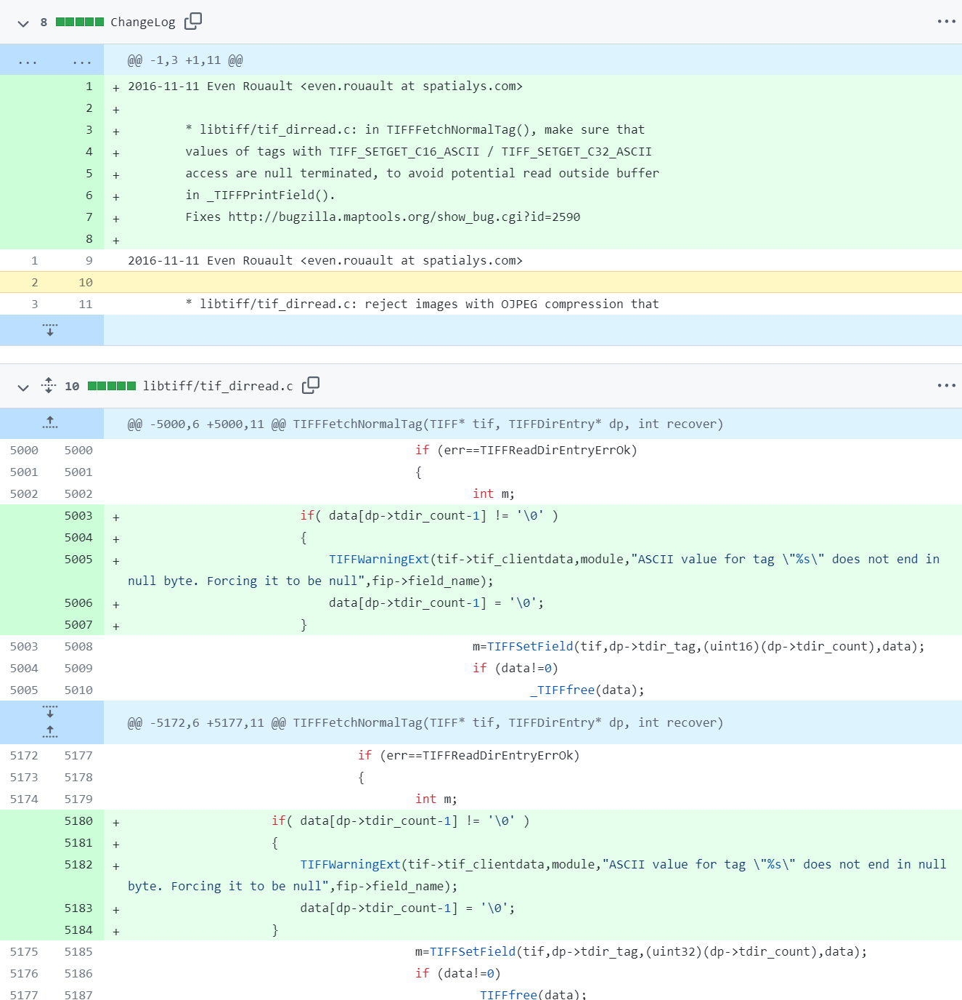 8 ChangeLog
... ... @@ -1,3 +1,11 @@
1 + 2016-11-11 Even Rouault <even.rouault at spatialys.com>
2 +
3 + * libtiff/tif_dirread.c: in TIFFFetchNormalTag(), make sure that
4 + values of tags with TIFF_SETGET_C16_ASCII / TIFF_SETGET_C32_ASCII
5 + access are null terminated, to avoid potential read outside buffer
6 + in _TIFFPrintField().
7 + Fixes http://bugzilla.maptools.org/show_bug.cgi?id=2590
8 +
1 9 2016-11-11 Even Rouault <even.rouault at spatialys.com>
2 10
3 11 * libtiff/tif_dirread.c: reject images with OJPEG compression that
10 libtiff/tif_dirread.c
@@ -5000,6 +5000,11 @@ TIFFFetchNormalTag(TIFF* tif, TIFFDirEntry* dp, int recover)
5000 5000 if (err==TIFFReadDirEntryErrOk)
5001 5001 {
5002 5002 int m;
5003 + if( data[dp->tdir_count-1] != '\0' )
5004 + {
5005 + TIFFWarningExt(tif->tif_clientdata,module,"ASCII value for tag \"%s\" does not end in
null byte. Forcing it to be null",fip->field_name);
5006 + data[dp->tdir_count-1] = '\0';
5007 + }
5003 5008 m=TIFFSetField(tif,dp->tdir_tag,(uint16)(dp->tdir_count),data);
5004 5009 if (data!=0)
5005 5010 _TIFFfree(data);
@@ -5172,6 +5177,11 @@ TIFFFetchNormalTag(TIFF* tif, TIFFDirEntry* dp, int recover)
5172 5177 if (err==TIFFReadDirEntryErrOk)
5173 5178 {
5174 5179 int m;
5180 + if( data[dp->tdir_count-1] != '\0' )
5181 + {
5182 + TIFFWarningExt(tif->tif_clientdata,module,"ASCII value for tag \"%s\" does not end in null
byte. Forcing it to be null",fip->field_name);
5183 + data[dp->tdir_count-1] = '\0';
5184 + }
5175 5185 m=TIFFSetField(tif,dp->tdir_tag,(uint32)(dp->tdir_count),data);
5176 5186 if (data!=0)
5177 5187 _TIFFfree(data);